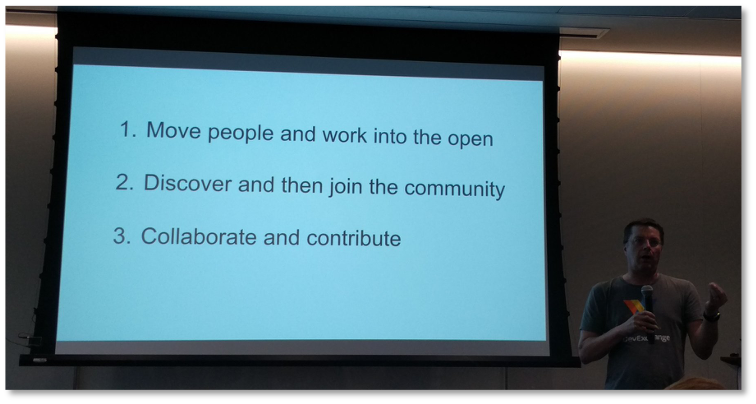 1. Move people and work into the open
2. Discover and then join the community
3. Collaborate and contribute